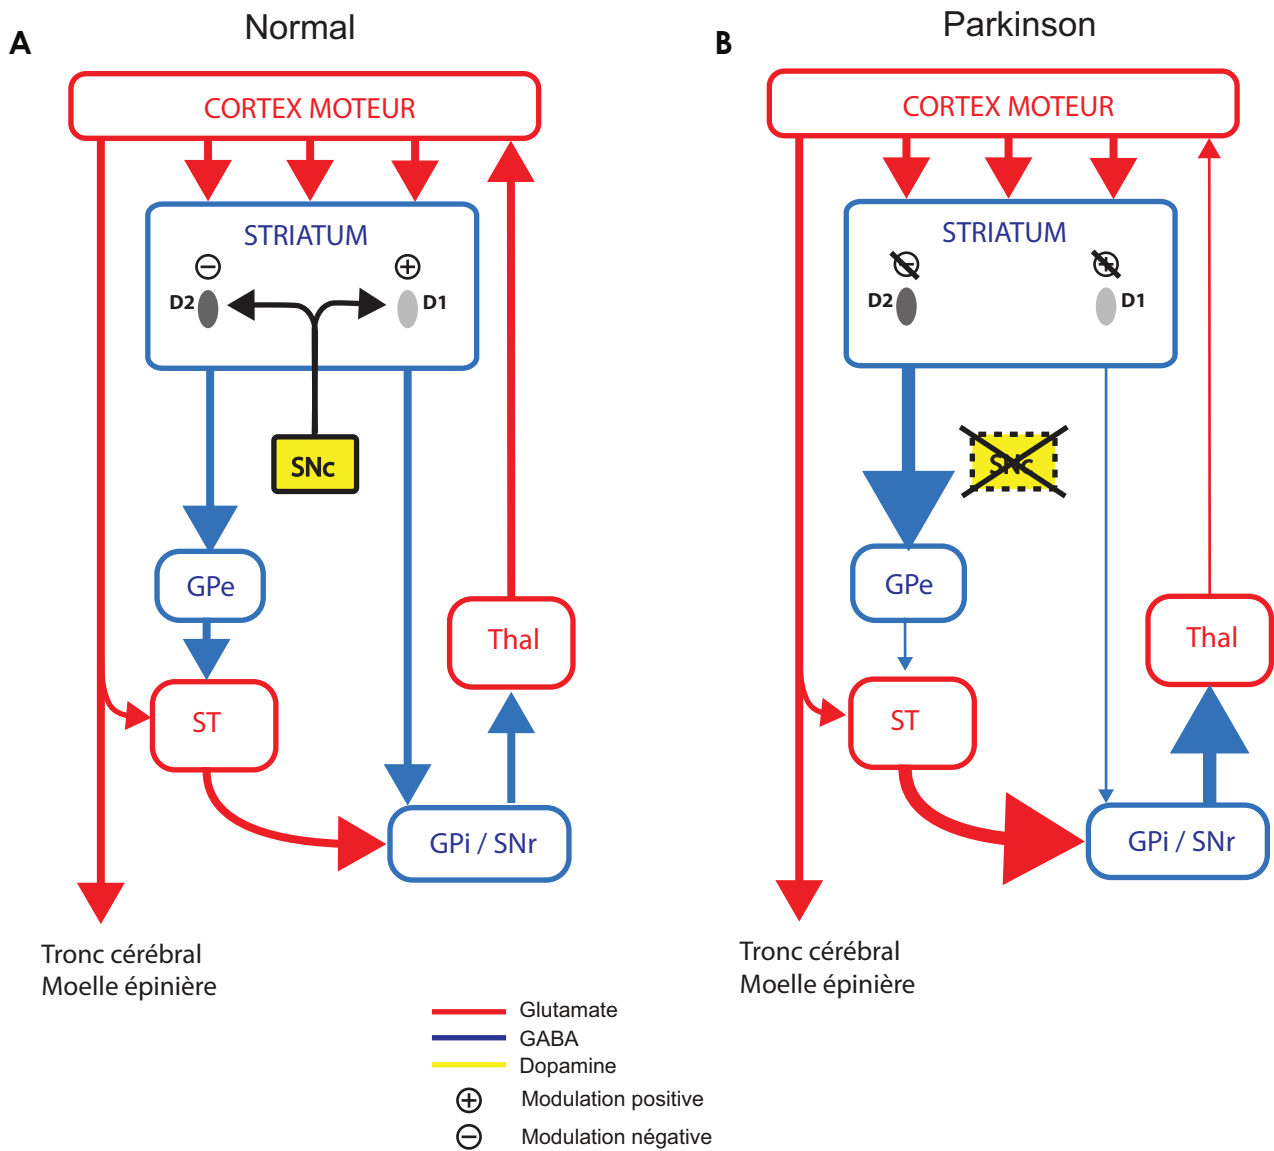 A
Normal
CORTEX MOTEUR
STRIATUM
D2
D1
SNc
GPe
Thal
ST
GPi / SNr
Tronc cérébral
Moelle épinière
B
Parkinson
CORTEX MOTEUR
STRIATUM
D2
D1
SNc
GPe
Thal
ST
GPi / SNr
Tronc cérébral
Moelle épinière
Glutamate
GABA
Dopamine
Modulation positive
Modulation négative